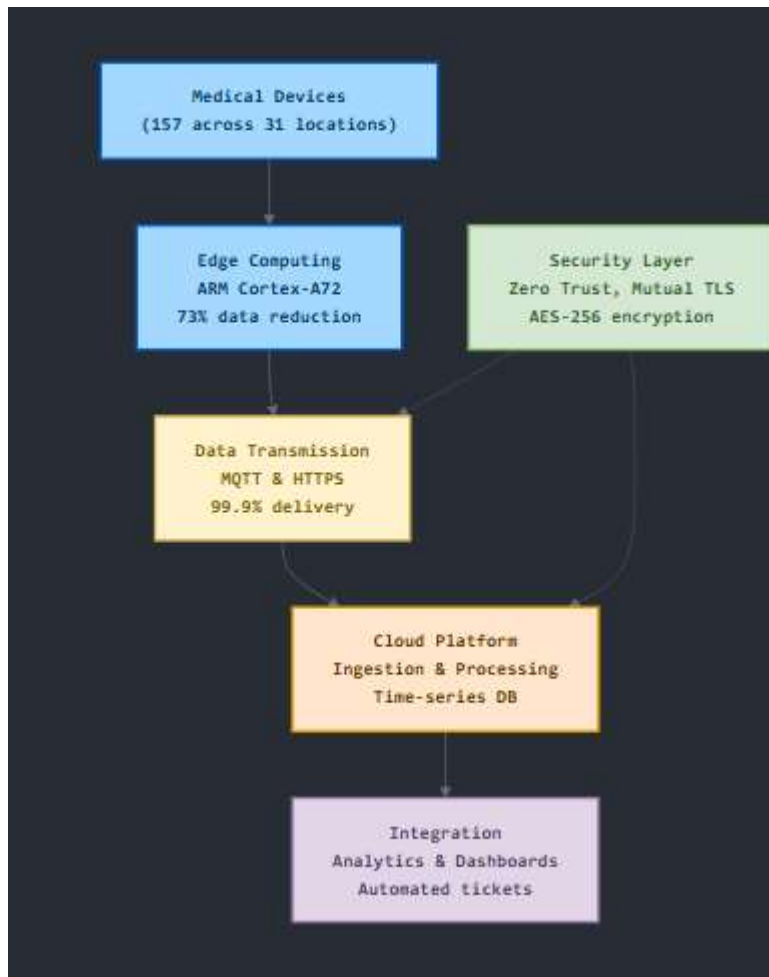 Medical Devices
(157 across 31 locations)
Edge Computing
ARM Cortex-A72
73% data reduction
Security Layer
Zero Trust, Mutual TLS
AES-256 encryption
Data Transmission
MQTT & HTTPS
99.9% delivery
Cloud Platform
Ingestion & Processing
Time-series DB
Integration
Analytics & Dashboards
Automated tickets